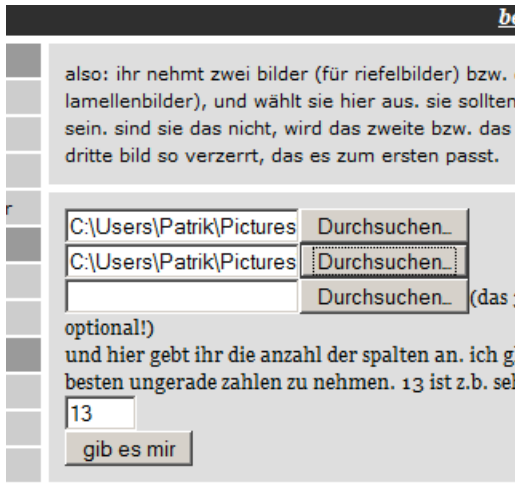 also: ihr nehmt zwei bilder (für riefelbilder) bzw.
lamellenbilder), und wählt sie hier aus. sie sollten
sein. sind sie das nicht, wird das zweite bzw. das
dritte bild so verzerrt, das es zum ersten passt.
C:\Users\Patrik\Pictures Durchsuchen...
C:\Users\Patrik\Pictures Durchsuchen...
Durchsuchen... (das
optional!)
und hier gebt ihr die anzahl der spalten an. ich
besten ungerade zahlen zu nehmen. 13 ist z.b.
13
gib es mir